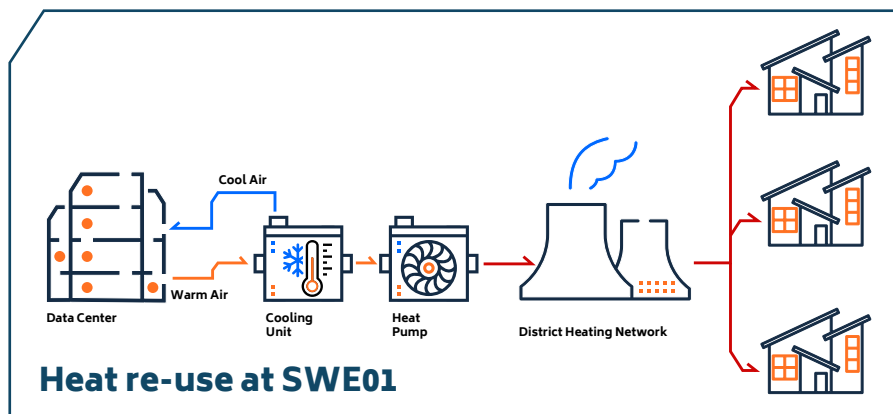 Cool Air
Warm Air
Data Center
Cooling
Unit
Heat
Pump
District Heating Network
Heat re-use at SWE01